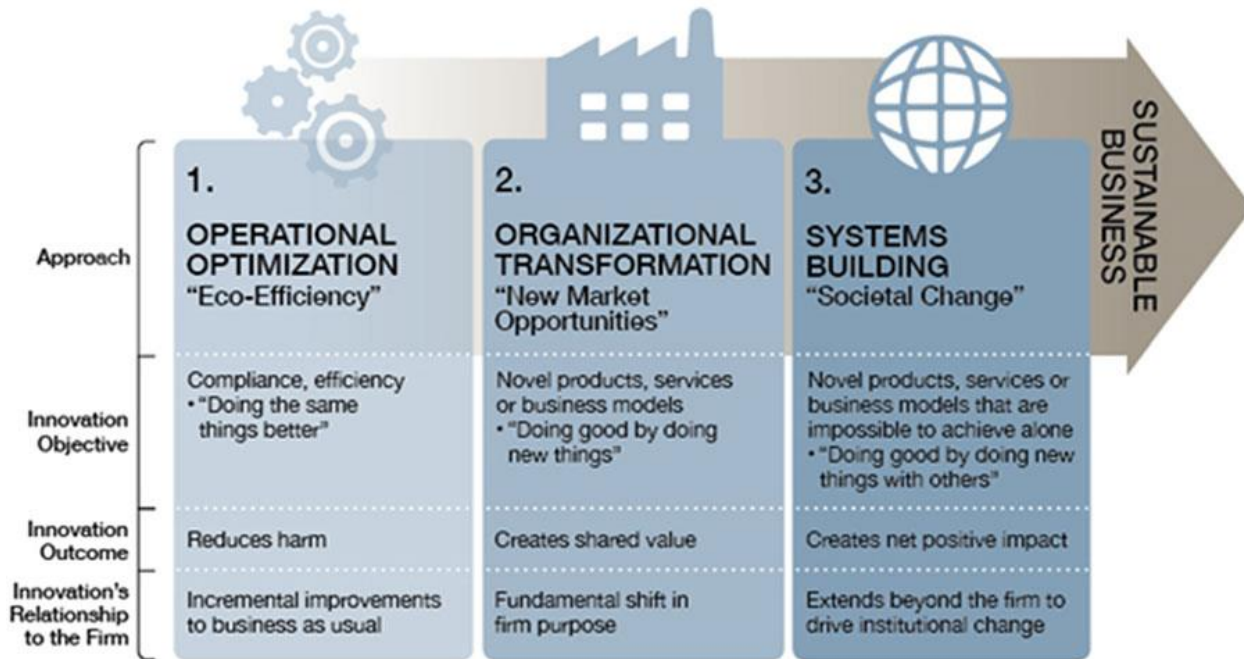 SUSTAINABLE
BUSINESS
Approach
1.
OPERATIONAL
OPTIMIZATION
“Eco-Efficiency”
2.
ORGANIZATIONAL
TRANSFORMATION
“New Market
Opportunities”
3.
SYSTEMS
BUILDING
“Societal Change”
Innovation
Objective
Compliance, efficiency
• “Doing the same
things better”
Novel products, services
or business models
• “Doing good by doing
new things”
Novel products, services or
business models that are
impossible to achieve alone
• “Doing good by doing new
things with others”
Innovation
Outcome
Reduces harm
Creates shared value
Creates net positive impact
Innovation's
Relationship
to the Firm
Incremental improvements
to business as usual
Fundamental shift in
firm purpose
Extends beyond the firm to
drive institutional change